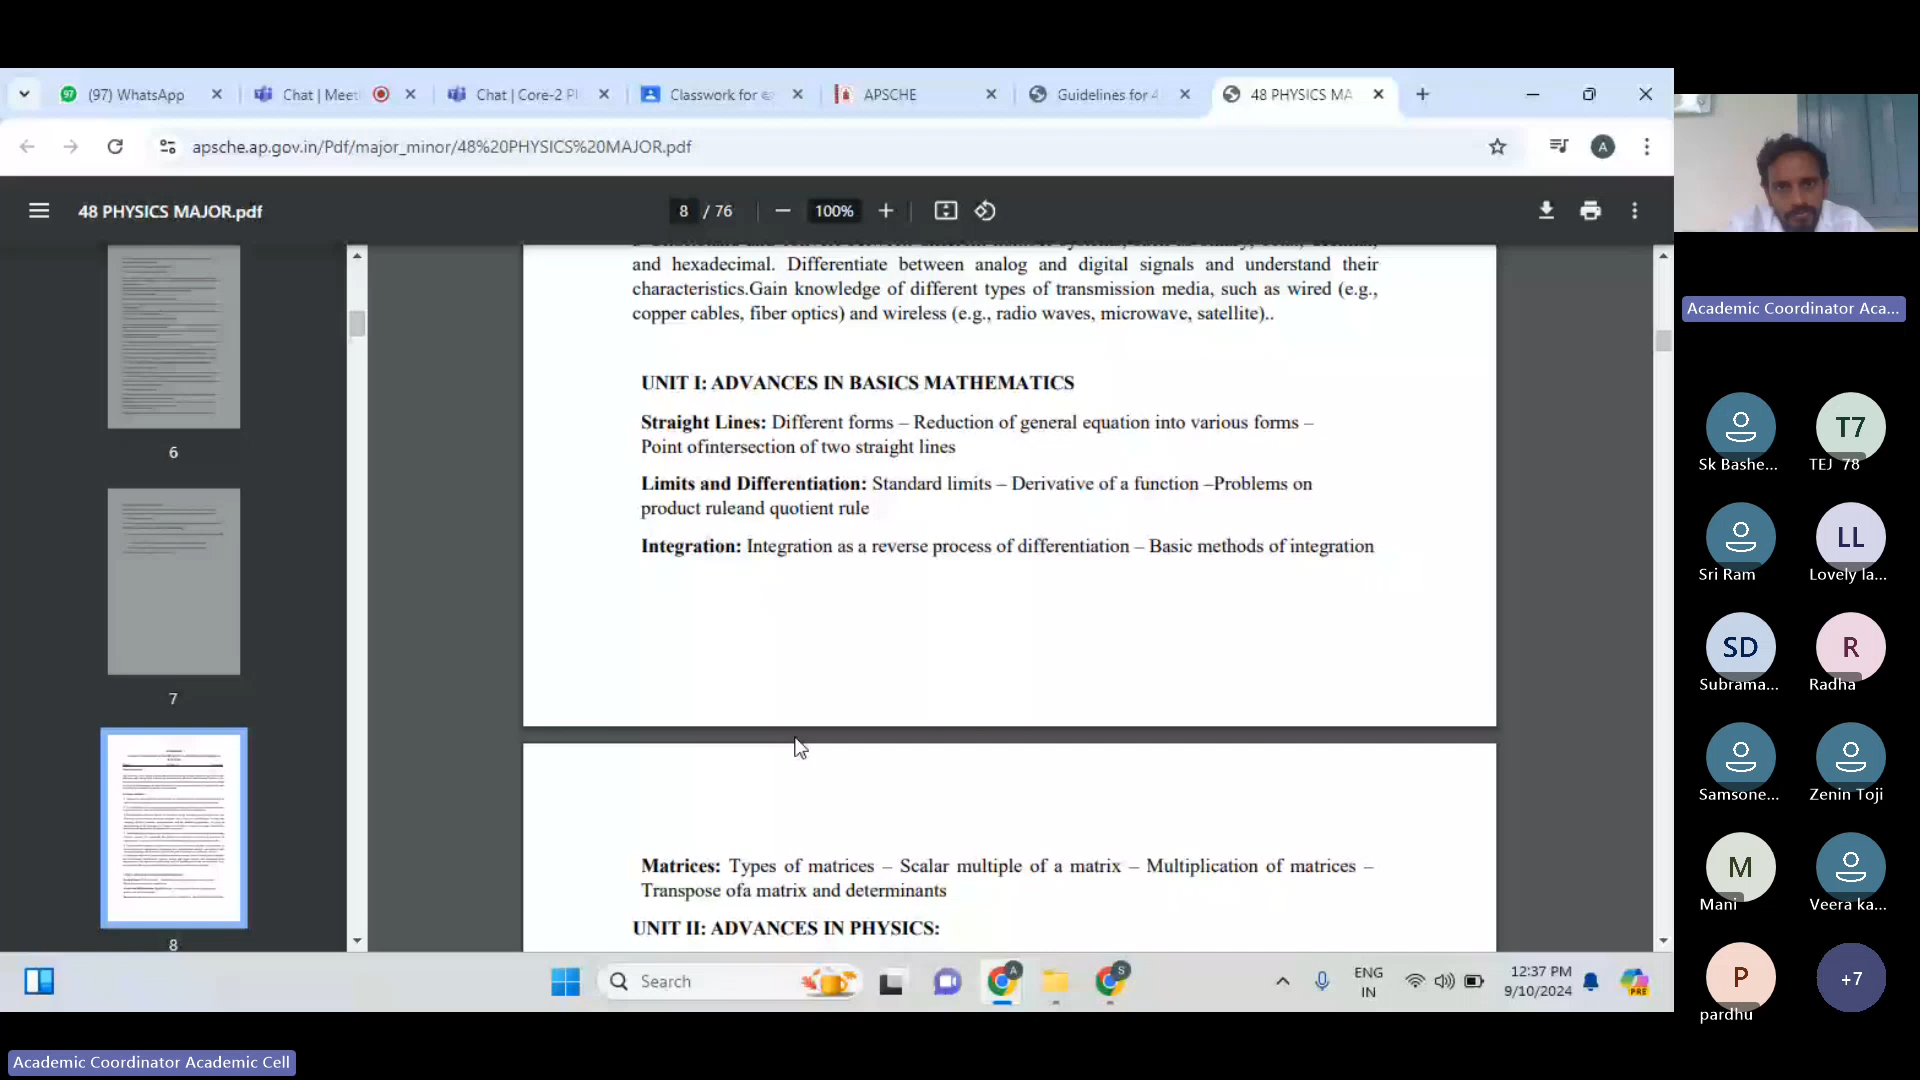 (97) WhatsApp
Chat | Meet
Chat | Core-2 P
Classwork for
APSCHE
Guidelines for
48 PHYSICS MA
apsche.ap.gov.in/Pdf/major_minor/48%20PHYSICS%20MAJOR.pdf
A
48 PHYSICS MAJOR.pdf
8 / 76
100%
6
7
8
and hexadecimal. Differentiate between analog and digital signals and understand their
characteristics.Gain knowledge of different types of transmission media, such as wired (e.g.,
copper cables, fiber optics) and wireless (e.g., radio waves, microwave, satellite)..
UNIT I: ADVANCES IN BASICS MATHEMATICS
Straight Lines: Different forms – Reduction of general equation into various forms –
Point ofintersection of two straight lines
Limits and Differentiation: Standard limits – Derivative of a function –Problems on
product ruleand quotient rule
Integration: Integration as a reverse process of differentiation – Basic methods of integration
Matrices: Types of matrices – Scalar multiple of a matrix – Multiplication of matrices –
Transpose ofa matrix and determinants
UNIT II: ADVANCES IN PHYSICS:
Search
A
S
ENG
IN
12:37 PM
9/10/2024
PRE
Academic Coordinator Aca...
Sk Bashe...
T7
TEJ 78
Sri Ram
LL
Lovely la...
SD
Subrama...
R
Radha
Samsone...
Zenin Toji
M
Mani
Veera ka...
P
pardhu
+7
Academic Coordinator Academic Cell